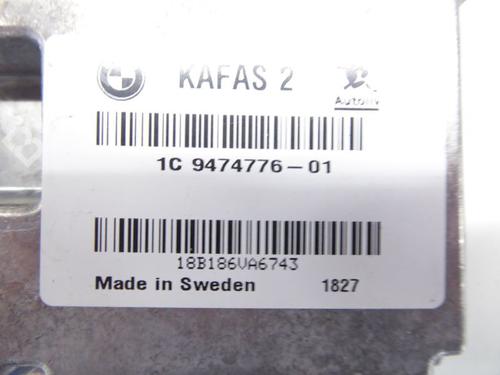 KAFAS 2
Autoliv
1C 9474776-01
18B186VA6743
Made in Sweden 1827